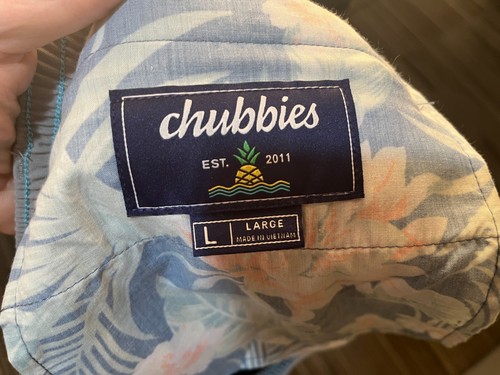 chubbies
EST. 2011
L LARGE
MADE IN VIETNAM